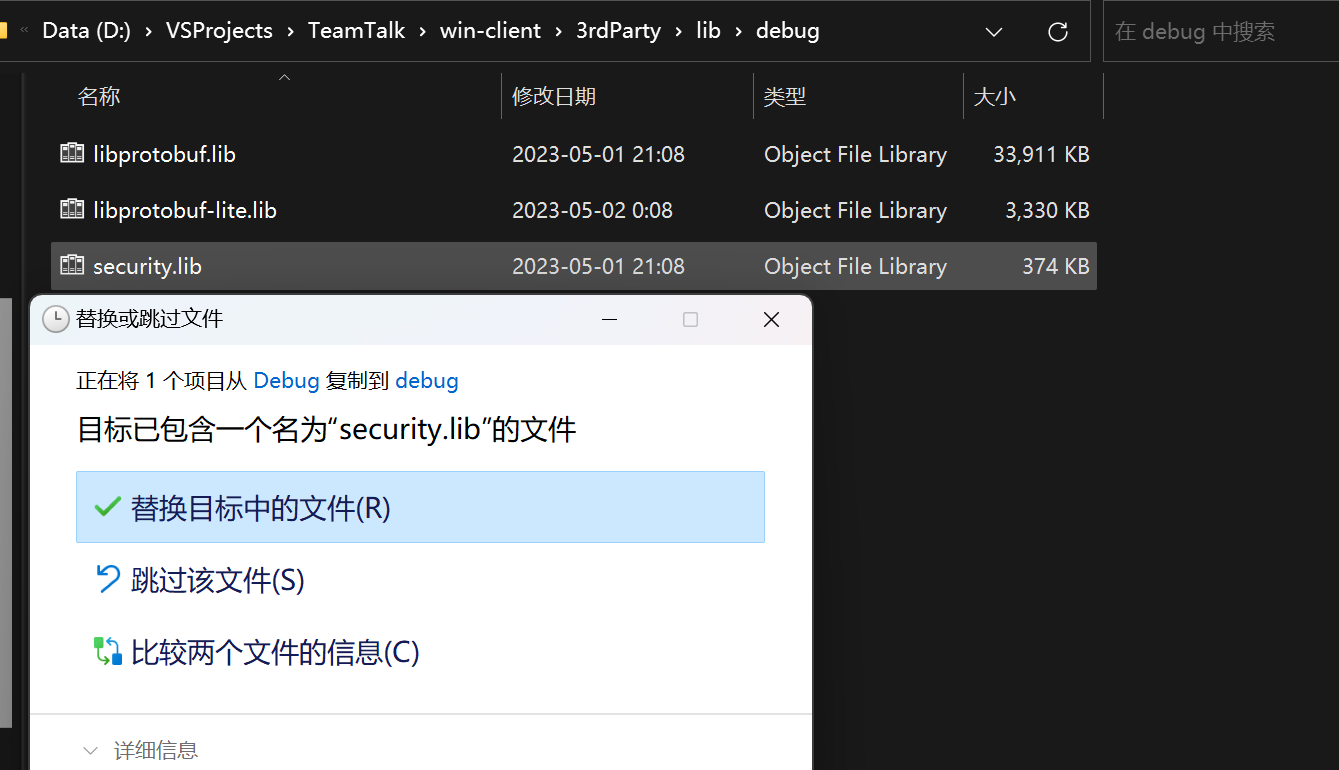 « Data (D:) › VSProjects › TeamTalk › win-client › 3rdParty › lib › debug 在 debug 中搜索
名称 修改日期 类型 大小
libprotobuf.lib 2023-05-01 21:08 Object File Library 33,911 KB
libprotobuf-lite.lib 2023-05-02 0:08 Object File Library 3,330 KB
security.lib 2023-05-01 21:08 Object File Library 374 KB
替换或跳过文件
正在将 1 个项目从 Debug 复制到 debug
目标已包含一个名为“security.lib”的文件
替换目标中的文件(R)
跳过该文件(S)
比较两个文件的信息(C)
详细信息